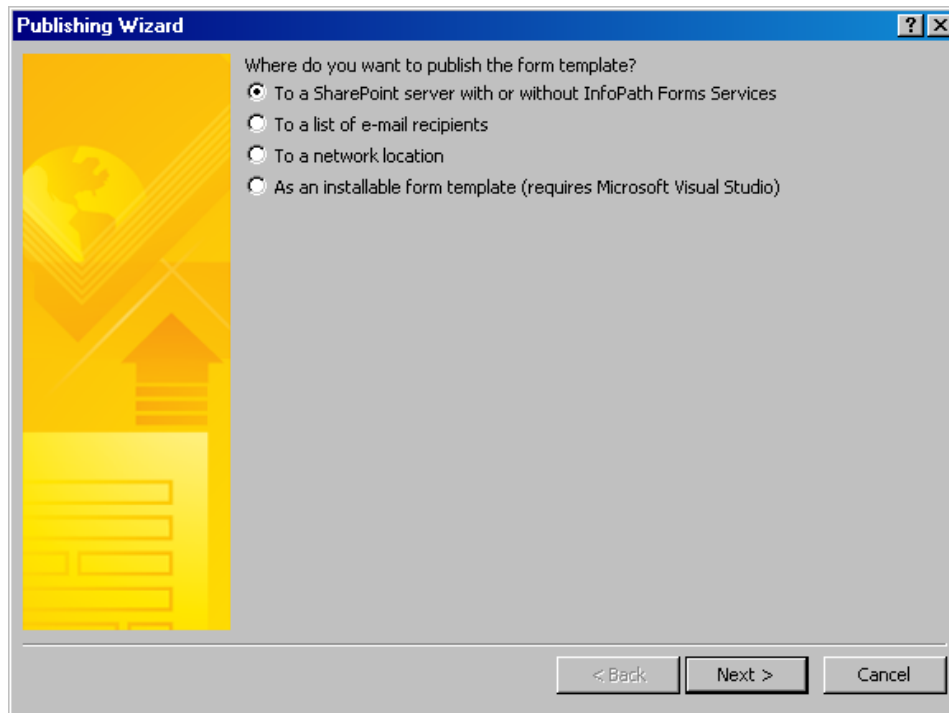 Publishing Wizard
Where do you want to publish the form template?
To a SharePoint server with or without InfoPath Forms Services
To a list of e-mail recipients
To a network location
As an installable form template (requires Microsoft Visual Studio)
< Back Next > Cancel